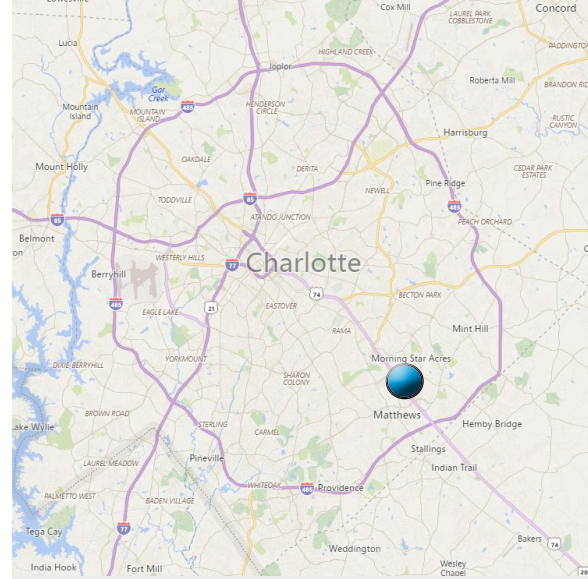 Cox Mill
Concord
LAUREL PARK
COBBLESTONE
Lucia
HIGHLAND CREEK
PADDINGTO
Joplor
Gar
Creek
Roberta Mill
BRANDON RID
485
Mountain
Island
MOUNTAIN
ISLAND
HENDERSON
CIRCLE
RUSTIC
CANYON
Harrisburg
OAKDALE
Mount Holly
DERITA
CEDAR PARK
ESTATES
Pine Ridge
NEWELL
TODDVILLE
85
485
ATANDO JUNCTION
PEACH ORCHARD
85
Belmont
on
WESTERLY HILLS
77
Charlotte
Berryhill
74
BECTON PARK
485
EAGLE LAKE
21
EASTOVER
RAMA
Mint Hill
YORKMOUNT
Morning Star Acres
DIXIE-BERRYHILL
SHARON
COLONY
BROWN ROAD
Matthews
ake Wylie
STERLING
CARMEL
Hemby Bridge
Stallings
Pineville
LAUREL MEADOW
Indian Trail
WHITEOAK
485
Providence
PALMETTO WEST
BADEN VILLAGE
77
Tega Cay
Bakers
74
Weddington
India Hook
Fort Mill
Wesley
Chapel